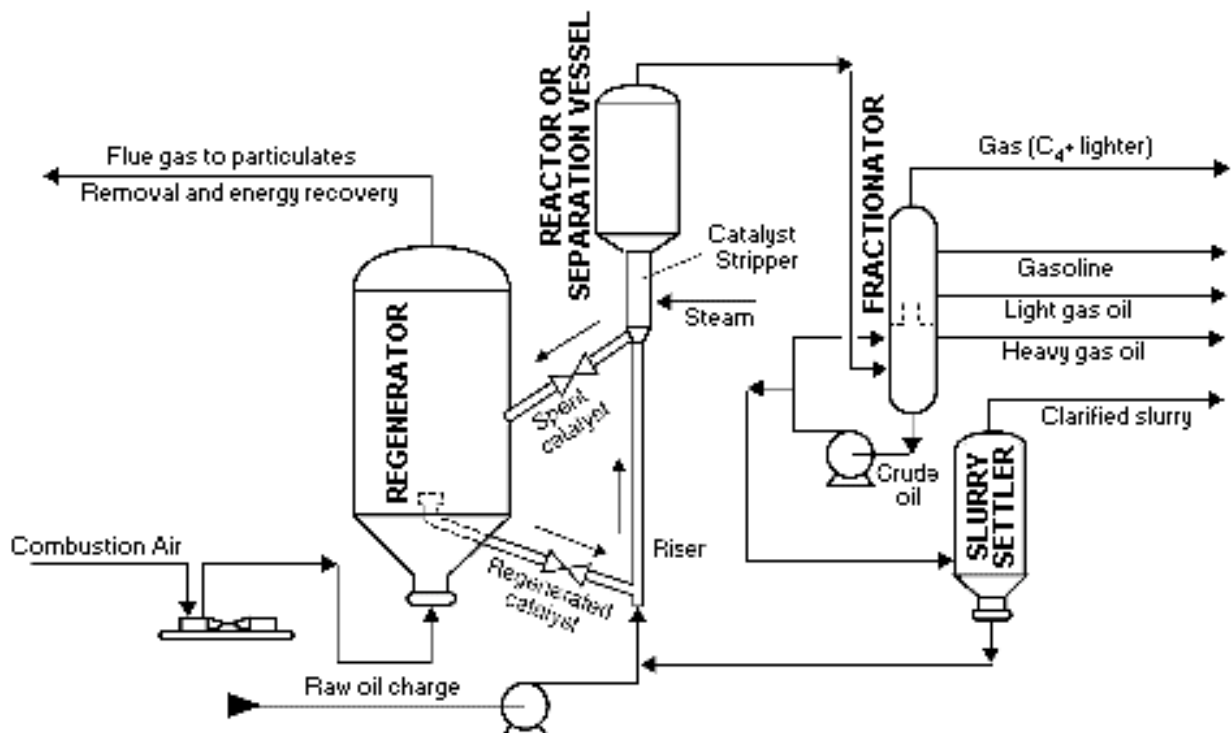 REACTOR OR
SEPARATION VESSEL
Flue gas to particulates
Removal and energy recovery
FRACTIONATOR
Gas (C₄+ lighter)
Catalyst
Stripper
Gasoline
Steam
Light gas oil
Heavy gas oil
REGENERATOR
Spent
catalyst
Clarified slurry
Crude
oil
SLURRY
SETTLER
Combustion Air
Riser
Regenerated
catalyst
Raw oil charge